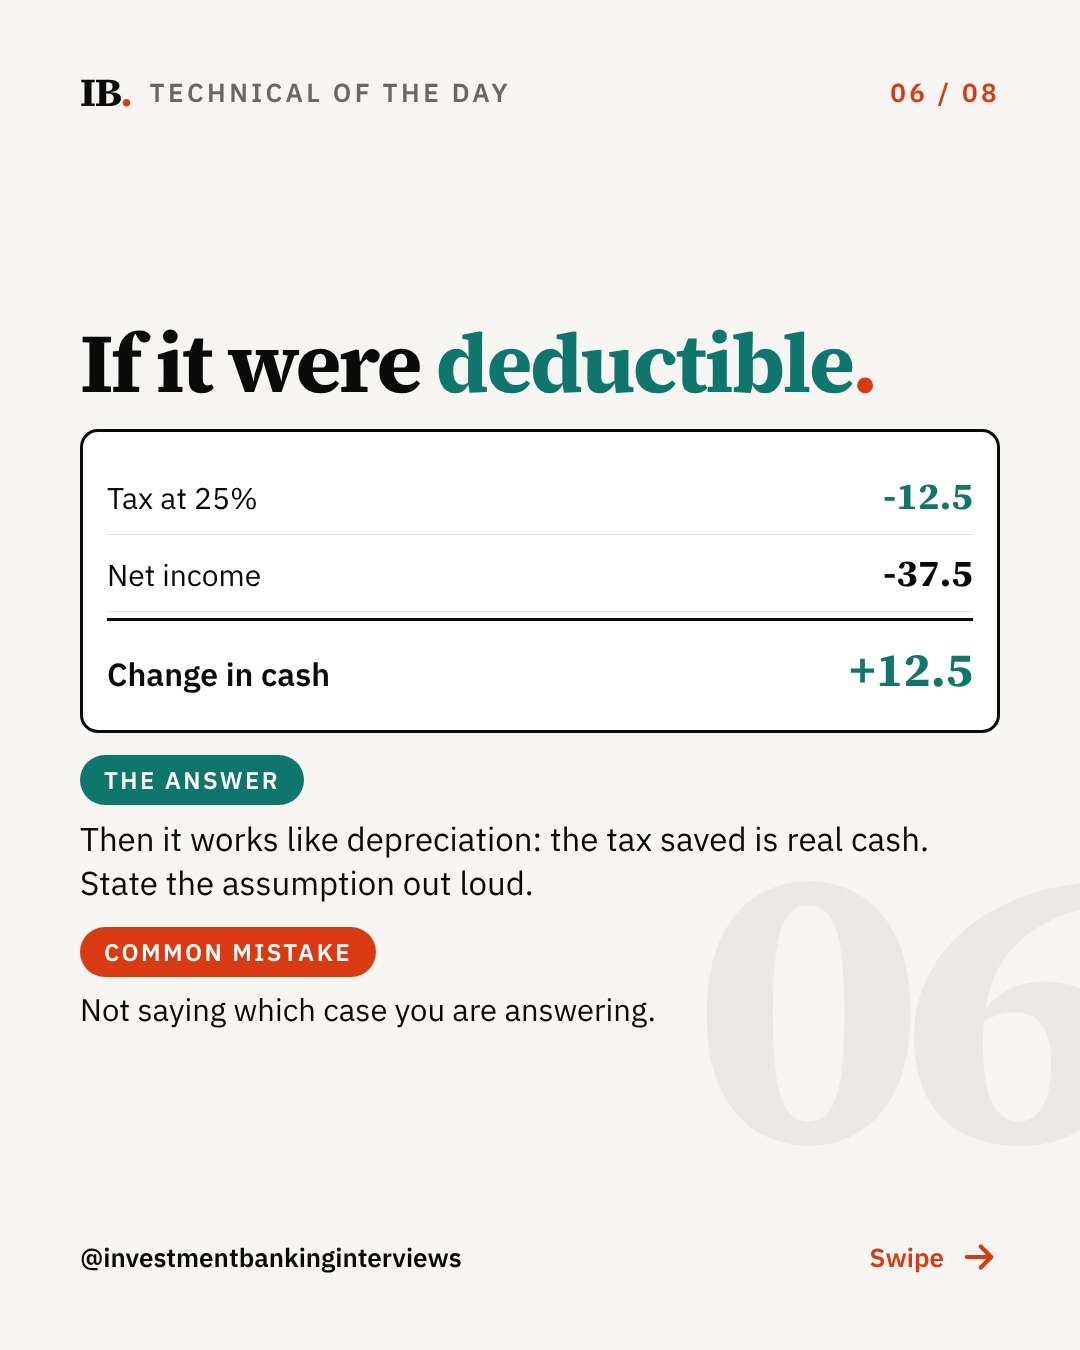 IB. TECHNICAL OF THE DAY
06 / 08
If it were deductible.
Tax at 25% -12.5
Net income -37.5
Change in cash +12.5
THE ANSWER
Then it works like depreciation: the tax saved is real cash.
State the assumption out loud.
COMMON MISTAKE
Not saying which case you are answering.
06
@investmentbankinginterviews
Swipe →